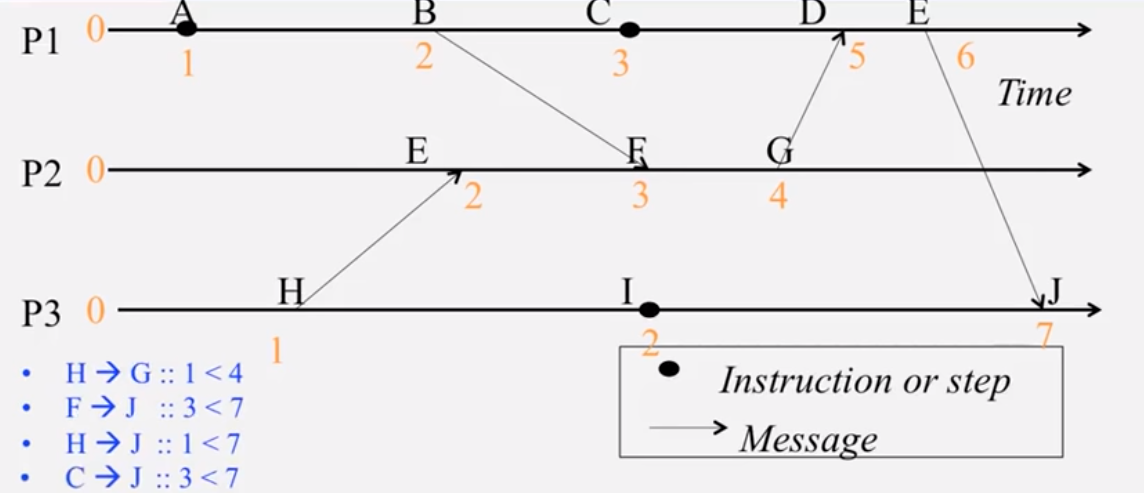 A B C D E
P1 0
1 2 3 5 6
Time
E F G
P2 0
2 3 4
H I J
P3 0
1 2 7
• H → G :: 1 < 4
• F → J :: 3 < 7
• H → J :: 1 < 7
• C → J :: 3 < 7
Instruction or step
Message